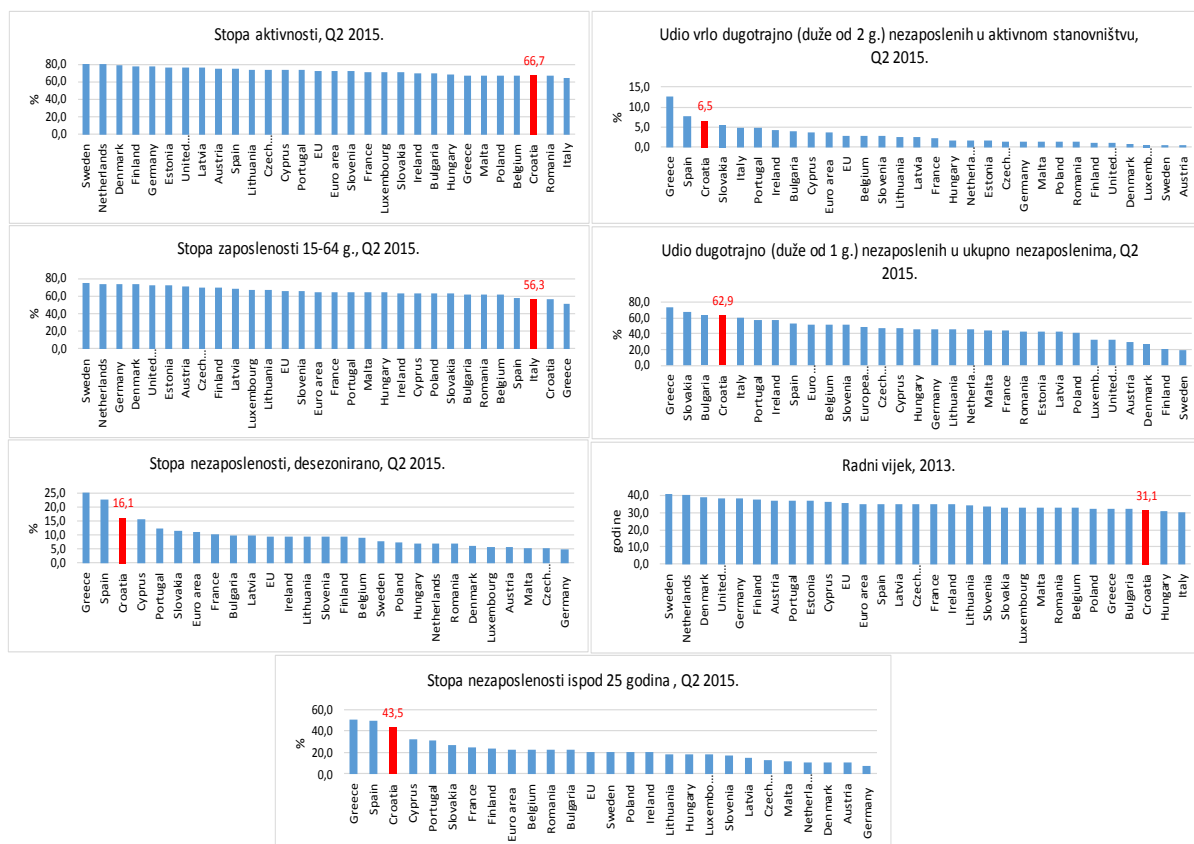 Stopa aktivnosti, Q2 2015.
80,0
60,0
40,0
20,0
0,0
%
66,7
Sweden
Netherlands
Denmark
Finland
Germany
Estonia
United…
Latvia
Austria
Spain
Lithuania
Czech…
Cyprus
Portugal
EU
Euro area
Slovenia
France
Luxembourg
Slovakia
Ireland
Bulgaria
Hungary
Greece
Malta
Poland
Belgium
Croatia
Romania
Italy
Udio vrlo dugotrajno (duže od 2 g.) nezaposlenih u aktivnom stanovništvu,
Q2 2015.
15,0
10,0
5,0
0,0
%
6,5
Greece
Spain
Croatia
Slovakia
Italy
Portugal
Ireland
Bulgaria
Cyprus
Euro area
EU
Belgium
Slovenia
Lithuania
Latvia
France
Hungary
Netherla…
Estonia
Czech…
Germany
Malta
Poland
Romania
Finland
United…
Denmark
Luxemb…
Sweden
Austria
Stopa zaposlenosti 15-64 g., Q2 2015.
80,0
60,0
40,0
20,0
0,0
%
56,3
Sweden
Netherlands
Germany
Denmark
United…
Estonia
Austria
Czech…
Finland
Latvia
Luxembourg
Lithuania
EU
Slovenia
Euro area
France
Portugal
Malta
Hungary
Ireland
Cyprus
Poland
Slovakia
Bulgaria
Romania
Belgium
Spain
Italy
Croatia
Greece
Udio dugotrajno (duže od 1 g.) nezaposlenih u ukupno nezaposlenima, Q2
2015.
80,0
60,0
40,0
20,0
0,0
%
62,9
Greece
Slovakia
Bulgaria
Croatia
Italy
Portugal
Ireland
Spain
Euro…
Belgium
Slovenia
Europea…
Czech…
Cyprus
Hungary
Germany
Lithuania
Netherla…
Malta
France
Romania
Estonia
Latvia
Poland
Luxemb…
United…
Austria
Denmark
Finland
Sweden
Stopa nezaposlenosti, desezonirano, Q2 2015.
25,0
20,0
15,0
10,0
5,0
0,0
%
16,1
Greece
Spain
Croatia
Cyprus
Portugal
Slovakia
Euro area
France
Bulgaria
Latvia
EU
Ireland
Lithuania
Slovenia
Finland
Belgium
Sweden
Poland
Hungary
Netherlands
Romania
Denmark
Luxembourg
Austria
Malta
Czech…
Germany
Radni vijek, 2013.
40,0
30,0
20,0
10,0
0,0
godine
31,1
Sweden
Netherlands
Denmark
United…
Germany
Finland
Austria
Portugal
Estonia
Cyprus
EU
Euro area
Spain
Latvia
Czech…
France
Ireland
Lithuania
Slovenia
Slovakia
Luxembourg
Malta
Romania
Belgium
Poland
Greece
Bulgaria
Croatia
Hungary
Italy
Stopa nezaposlenosti ispod 25 godina , Q2 2015.
60,0
40,0
20,0
0,0
%
43,5
Greece
Spain
Croatia
Cyprus
Portugal
Slovakia
France
Finland
Euro area
Belgium
Romania
Bulgaria
EU
Sweden
Poland
Ireland
Lithuania
Hungary
Luxembo…
Slovenia
Latvia
Czech…
Malta
Netherla…
Denmark
Austria
Germany